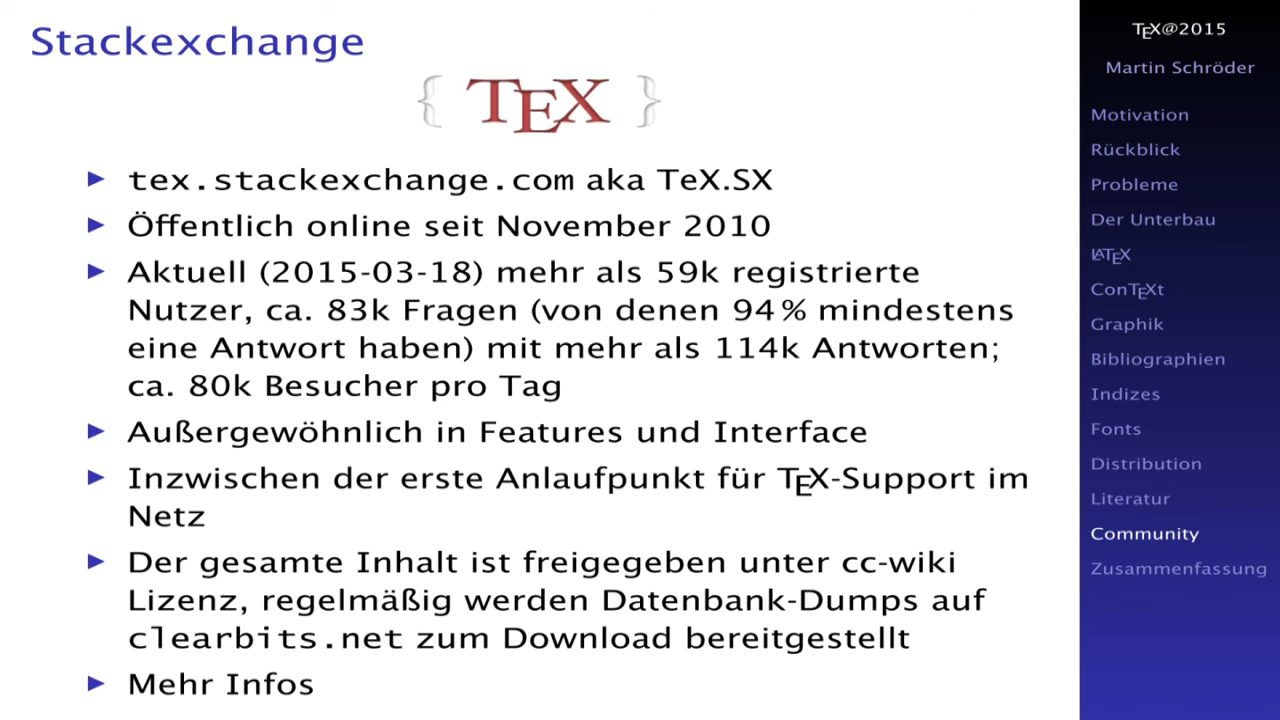 Stackexchange
{ TEX }
▶ tex.stackexchange.com aka TeX.SX
▶ Öffentlich online seit November 2010
▶ Aktuell (2015-03-18) mehr als 59k registrierte
Nutzer, ca. 83k Fragen (von denen 94 % mindestens
eine Antwort haben) mit mehr als 114k Antworten;
ca. 80k Besucher pro Tag
▶ Außergewöhnlich in Features und Interface
▶ Inzwischen der erste Anlaufpunkt für TEX-Support im
Netz
▶ Der gesamte Inhalt ist freigegeben unter cc-wiki
Lizenz, regelmäßig werden Datenbank-Dumps auf
clearbits.net zum Download bereitgestellt
▶ Mehr Infos
TEX@2015
Martin Schröder
Motivation
Rückblick
Probleme
Der Unterbau
LATEX
ConTEXt
Graphik
Bibliographien
Indizes
Fonts
Distribution
Literatur
Community
Zusammenfassung